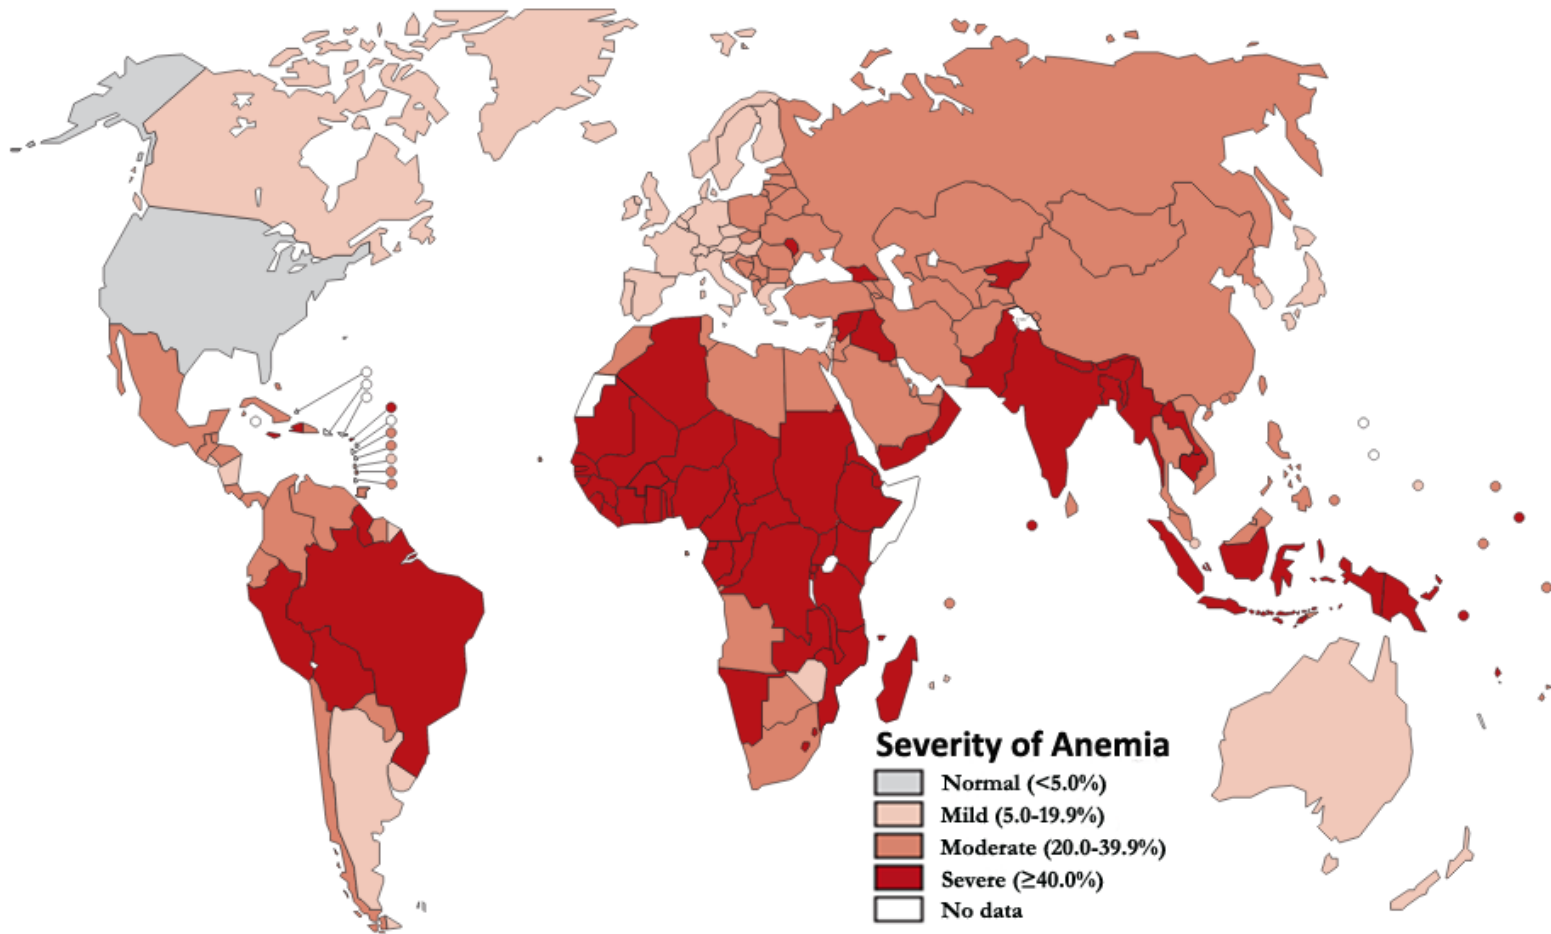 Severity of Anemia
Normal (<5.0%)
Mild (5.0-19.9%)
Moderate (20.0-39.9%)
Severe (≥40.0%)
No data